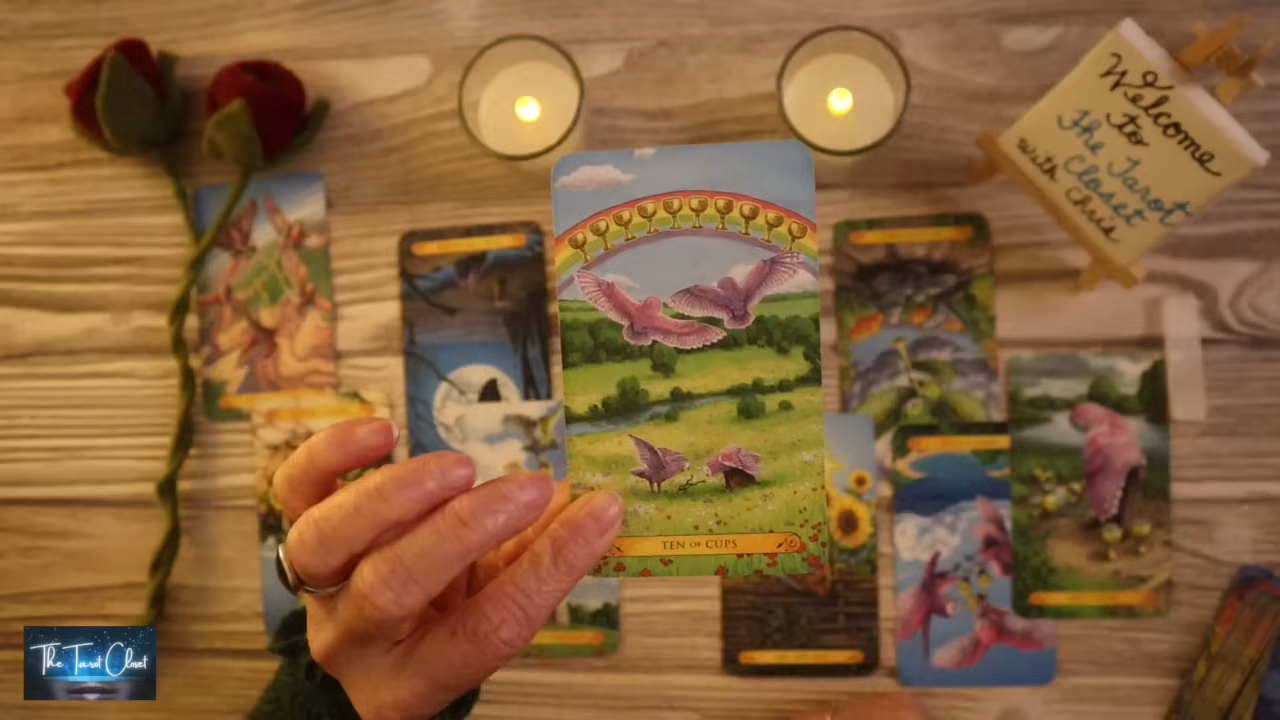 Welcome
to
The Tarot
Closet
with Chris
TEN OF CUPS
The Tarot Closet